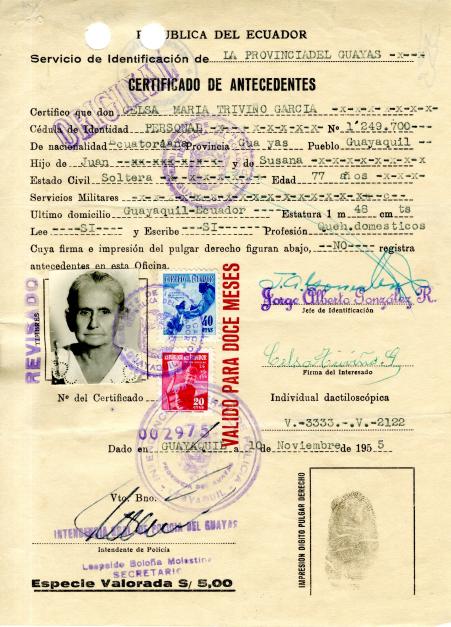 REPUBLICA DEL ECUADOR
Servicio de Identificación de LA PROVINCIADEL GUAYAS -x--x
CERTIFICADO DE ANTECEDENTES
ORIGINAL
Certifico que don CELSA MARIA TRIVIÑO GARCIA -x-x-x-x-x-x-x
Cédula de Identidad PERSONAL -x---x-x-x-x-x-x Nº 1'249.700---
De nacionalidad Ecuatoriana Provincia Guayas Pueblo Guayaquil --
Hijo de Juan --x-x-x-x-x-x-x y de Susana -x-x-x-x-x-x-x-x
Estado Civil Soltera -x-x-x-x-x-x- Edad 77 años -x-x-x-x
Servicios Militares -x-x-x-x-x-x-x-x-x-x-x-x-x-x-x
Ultimo domicilio Guayaquil-Ecuador ---- Estatura 1 m 48 cm ts
Lee ---SI--- y Escribe --SI--- Profesión Queh.domesticos
Cuya firma e impresión del pulgar derecho figuran abajo, --NO--- registra
antecedentes en esta Oficina.
REVISADO
TIMBRES
40
20
VALIDO PARA DOCE MESES
Jorge Alberto González R.
Jefe de Identificación
Celsa Triviño G
Firma del Interesado
Nº del Certificado
002975
Individual dactiloscópica
V.-3333.-.V.-2122
Dado en GUAYAQUIL a 10 Noviembre de 1955
Vto. Bno.
INTENDENCIA GRAL DE POLICIA DEL GUAYAS
Intendente de Policía
Leopoldo Boloña Molestina
SECRETARIO
Especie Valorada S/ 5,00
IMPRESION DIGITO PULGAR DERECHO